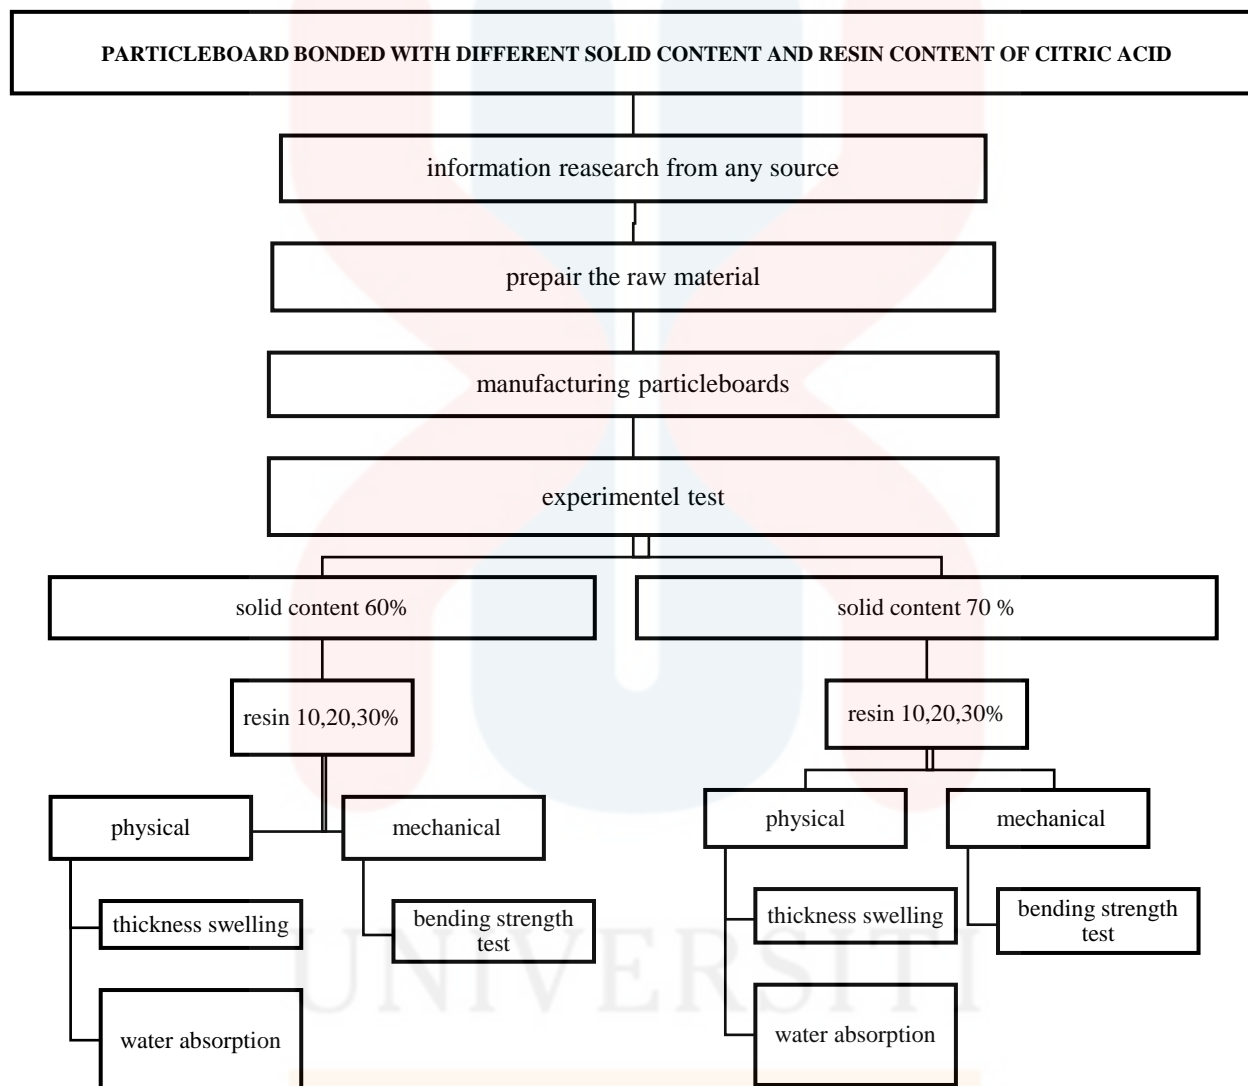 PARTICLEBOARD BONDED WITH DIFFERENT SOLID CONTENT AND RESIN CONTENT OF CITRIC ACID
information reasearch from any source
prepair the raw material
manufacturing particleboards
experimentel test
solid content 60%
solid content 70 %
resin 10,20,30%
resin 10,20,30%
physical
mechanical
physical
mechanical
thickness swelling
bending strength
test
thickness swelling
bending strength
test
water absorption
water absorption
UNIVERSITI